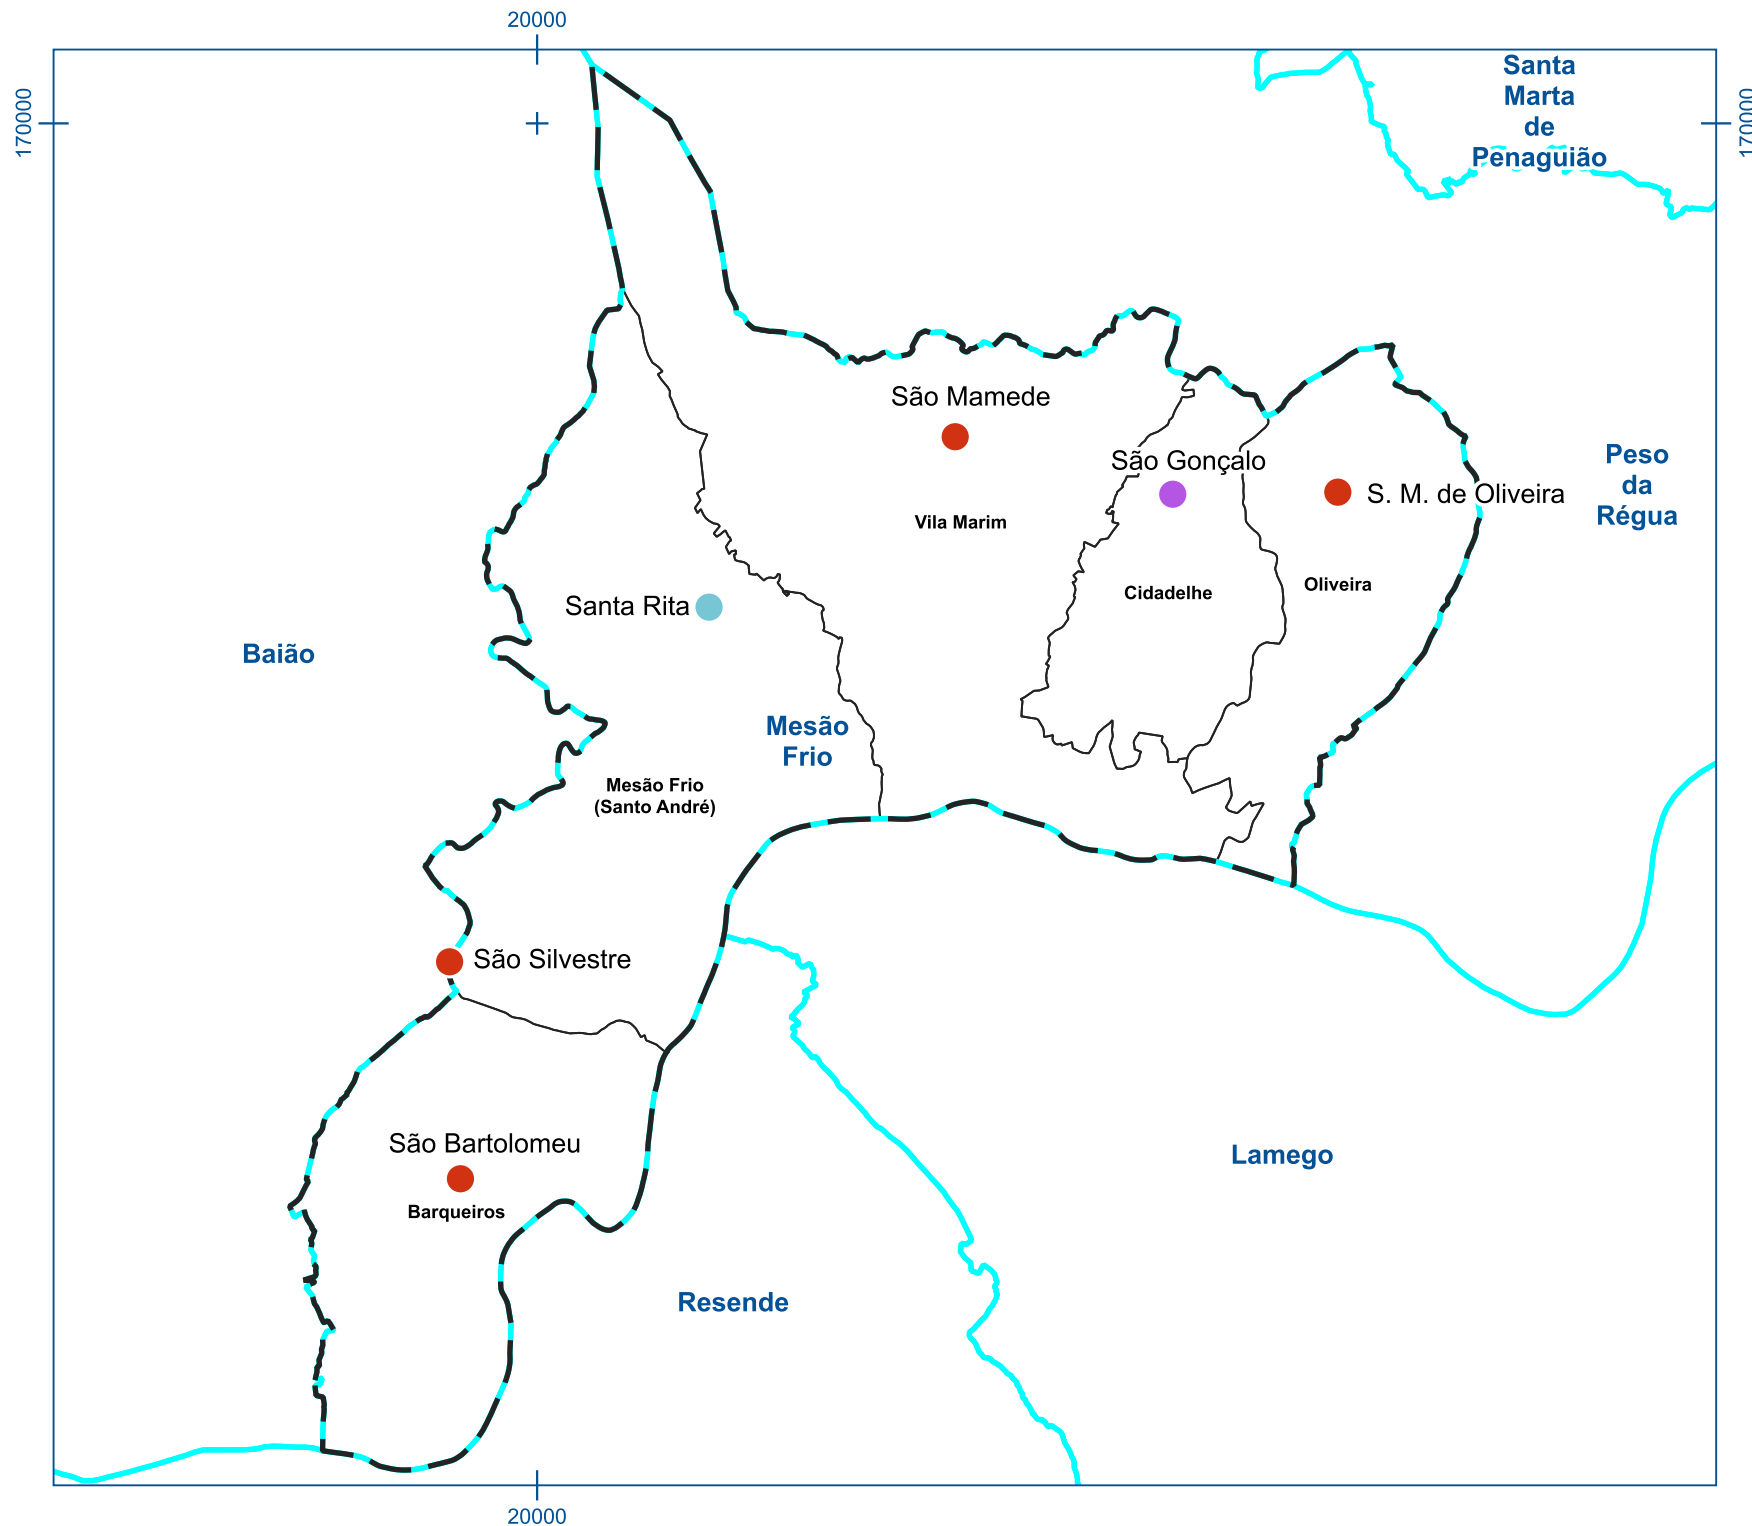 20000
170000
170000
Santa
Marta
de
Penaguião
São Mamede
São Gonçalo
S. M. de Oliveira
Peso
da
Régua
Vila Marim
Cidadelhe
Oliveira
Santa Rita
Baião
Mesão
Frio
Mesão Frio
(Santo André)
São Silvestre
São Bartolomeu
Barqueiros
Lamego
Resende
20000